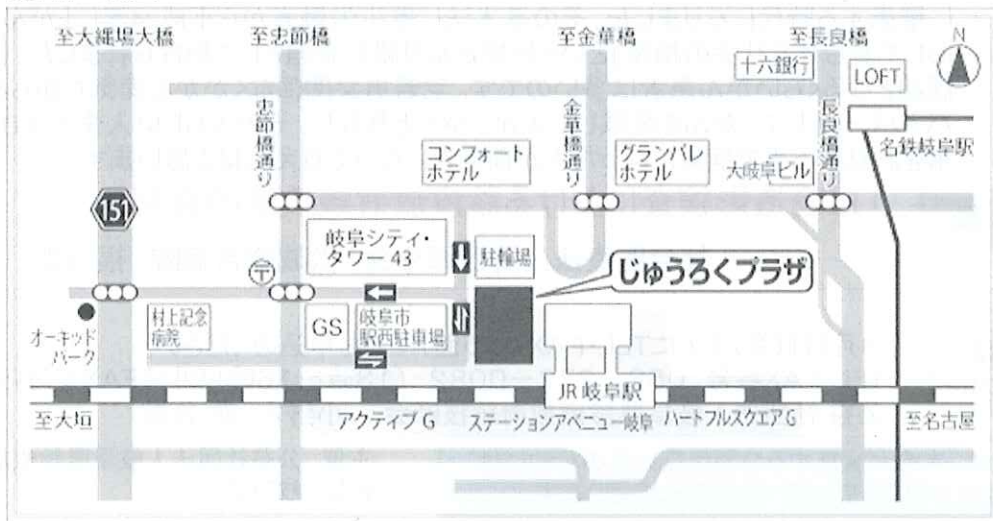 至大縄場大橋
至忠節橋
至金華橋
至長良橋
N
十六銀行
LOFT
忠節橋通り
金華橋通り
長良橋通り
名鉄岐阜駅
コンフォート
ホテル
グランパレ
ホテル
大岐阜ビル
151
岐阜シティ・
タワー43
駐輪場
じゅうろくプラザ
〒
オーキッド
パーク
村上記念
病院
GS
岐阜市
駅西駐車場
JR岐阜駅
至大垣
アクティブG
ステーションアベニュー岐阜
ハートフルスクエアG
至名古屋